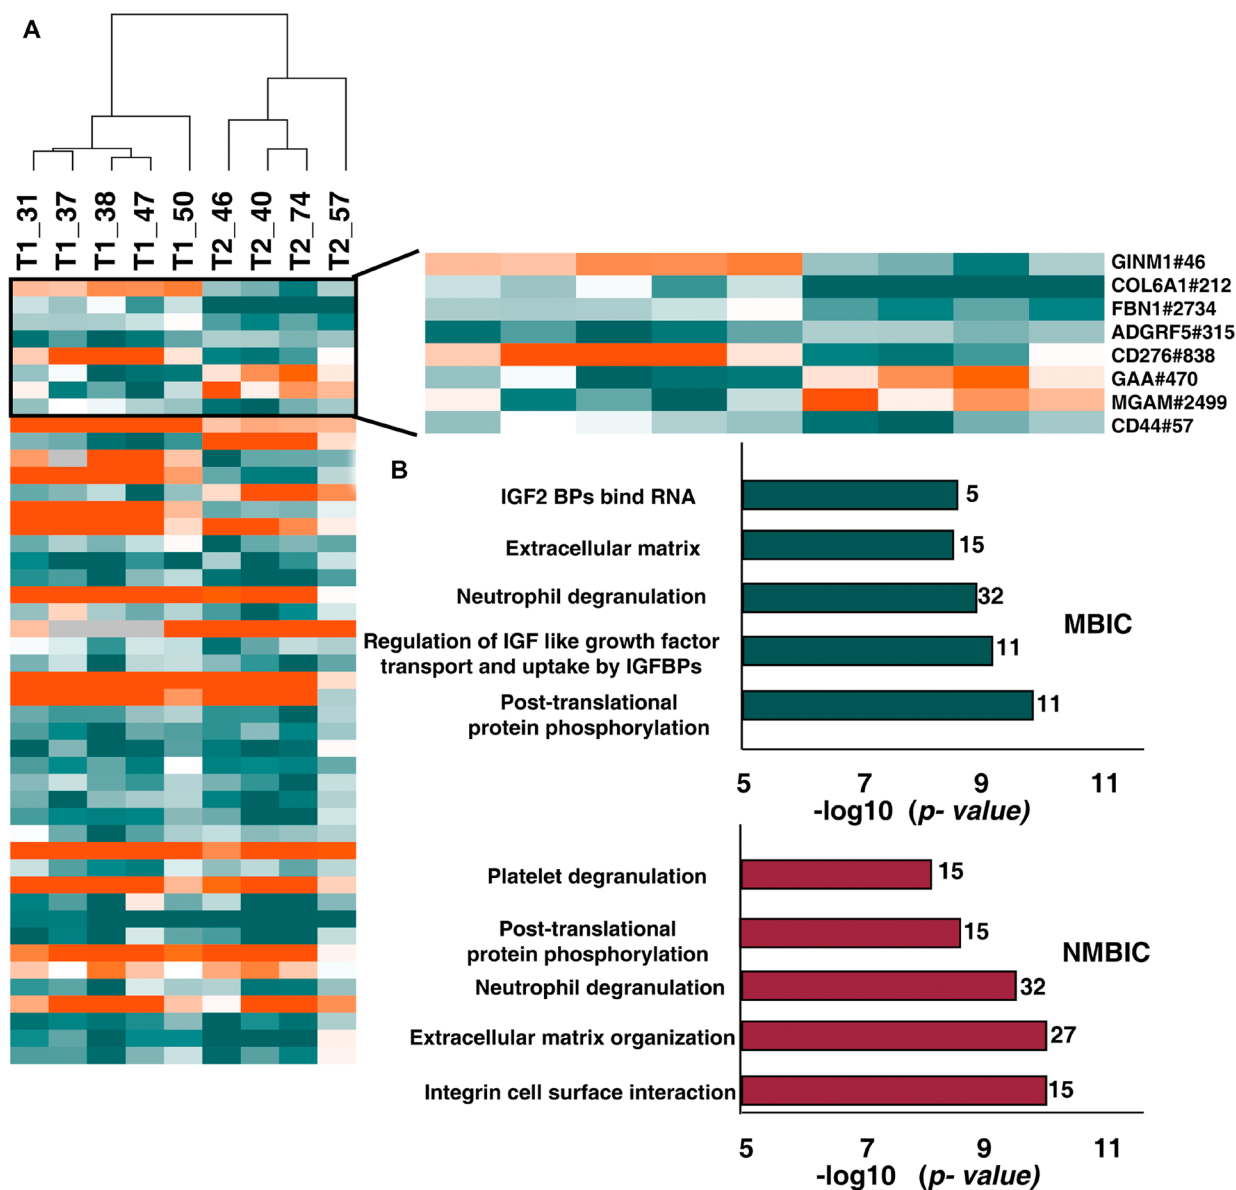 A
T1_31
T1_37
T1_38
T1_47
T1_50
T2_46
T2_40
T2_74
T2_57
GINM1#46
COL6A1#212
FBN1#2734
ADGRF5#315
CD276#838
GAA#470
MGAM#2499
CD44#57
B
IGF2 BPs bind RNA
5
Extracellular matrix
15
Neutrophil degranulation
32
MBIC
Regulation of IGF like growth factor
transport and uptake by IGFBPs
11
Post-translational
protein phosphorylation
11
5 7 9 11
-log10 (p- value)
Platelet degranulation
15
Post-translational
protein phosphorylation
15
NMBIC
Neutrophil degranulation
32
Extracellular matrix organization
27
Integrin cell surface interaction
15
5 7 9 11
-log10 (p- value)